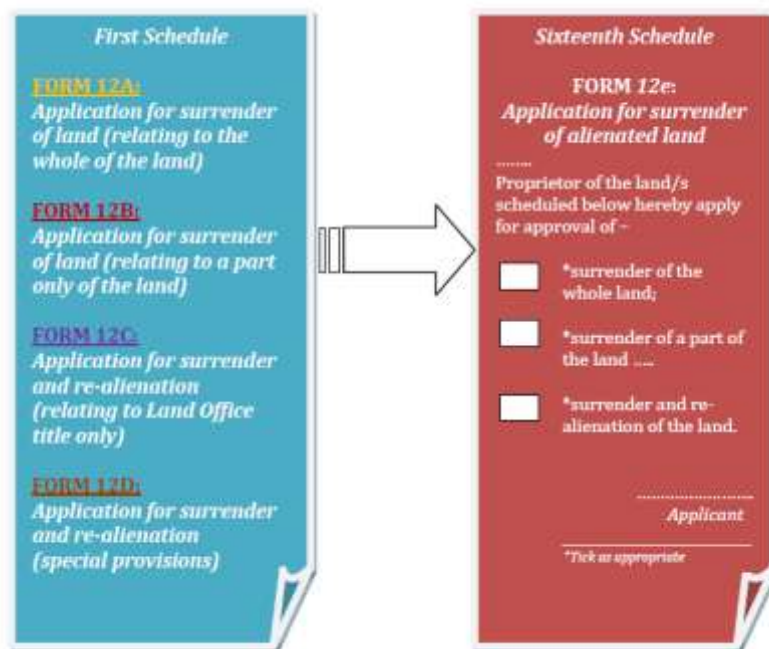 First Schedule
FORM 12A:
Application for surrender
of land (relating to the
whole of the land)
FORM 12B:
Application for surrender
of land (relating to a part
only of the land)
FORM 12C:
Application for surrender
and re-alienation
(relating to Land Office
title only)
FORM 12D:
Application for surrender
and re-alienation
(special provisions)
Sixteenth Schedule
FORM 12e:
Application for surrender
of alienated land
........
Proprietor of the land/s
scheduled below hereby apply
for approval of –
*surrender of the
whole land;
*surrender of a part of
the land .....
*surrender and re-
alienation of the land.
Applicant
*Tick as appropriate